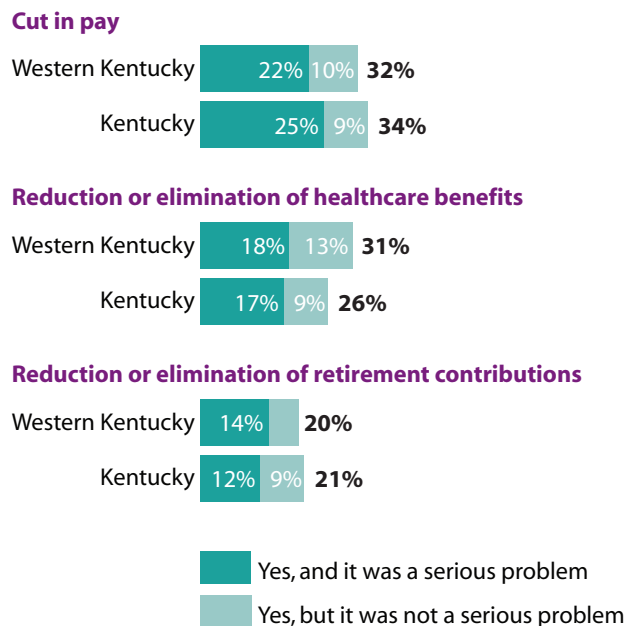 Cut in pay
Western Kentucky 22% 10% 32%
Kentucky 25% 9% 34%
Reduction or elimination of healthcare benefits
Western Kentucky 18% 13% 31%
Kentucky 17% 9% 26%
Reduction or elimination of retirement contributions
Western Kentucky 14% 20%
Kentucky 12% 9% 21%
Yes, and it was a serious problem
Yes, but it was not a serious problem